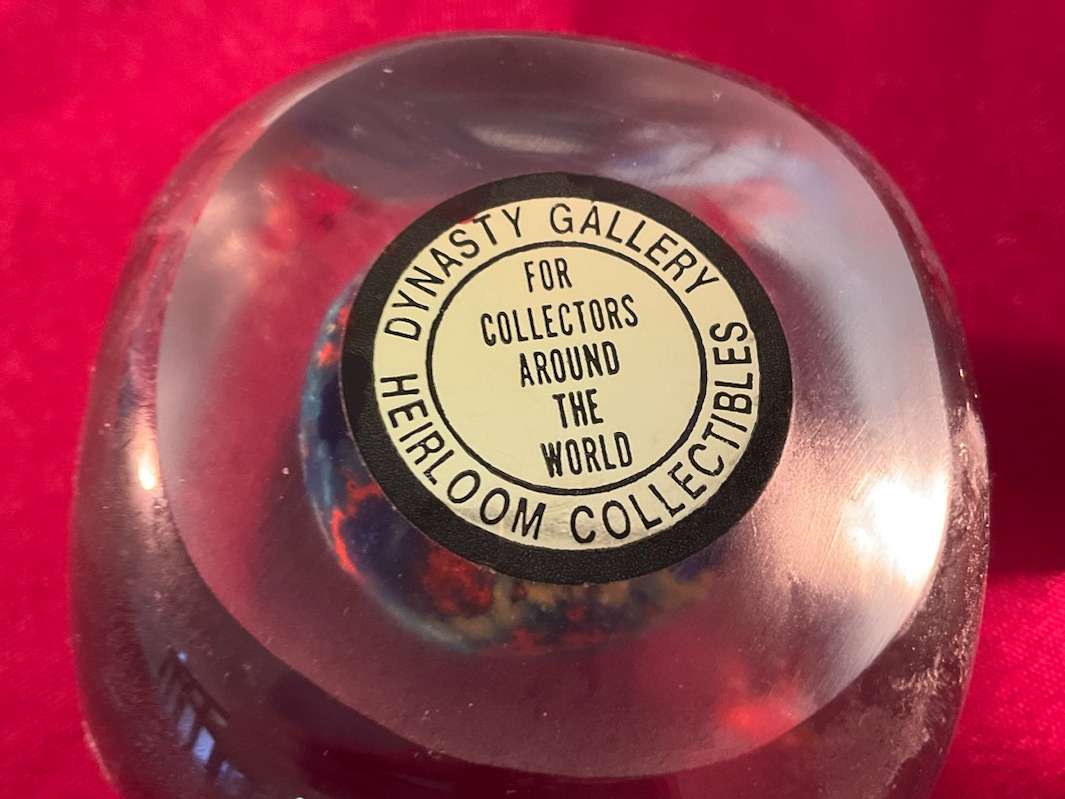 DYNASTY GALLERY
FOR
COLLECTORS
AROUND
THE
WORLD
HEIRLOOM COLLECTIBLES